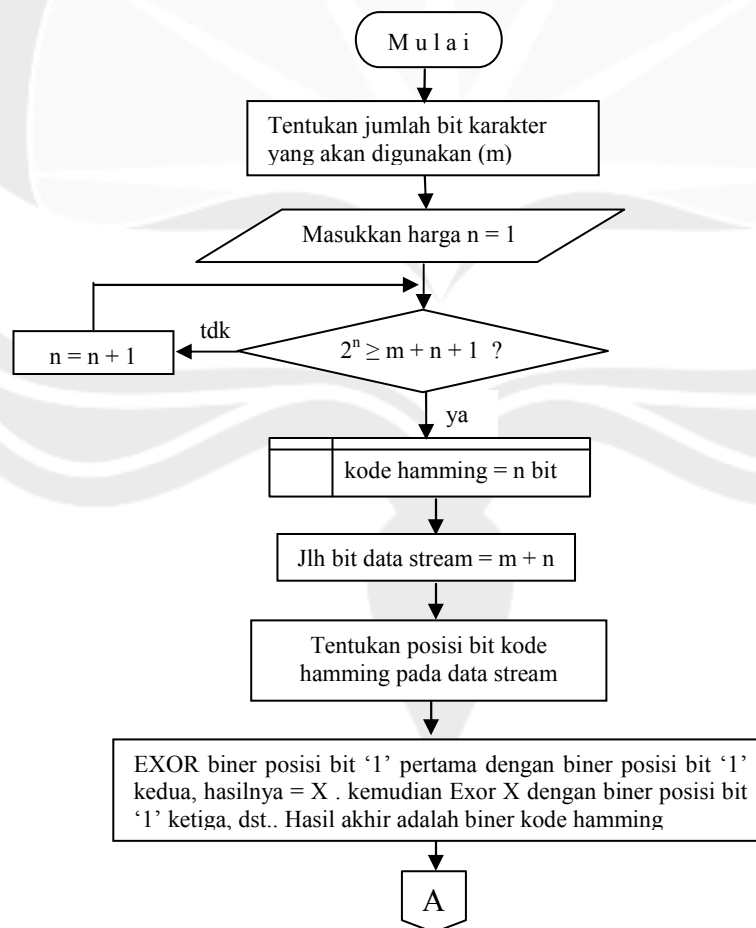 M u l a i
Tentukan jumlah bit karakter
yang akan digunakan (m)
Masukkan harga n = 1
tdk
n = n + 1
2ⁿ ≥ m + n + 1 ?
ya
kode hamming = n bit
Jlh bit data stream = m + n
Tentukan posisi bit kode
hamming pada data stream
EXOR biner posisi bit ‘1’ pertama dengan biner posisi bit ‘1’
kedua, hasilnya = X . kemudian Exor X dengan biner posisi bit
‘1’ ketiga, dst.. Hasil akhir adalah biner kode hamming
A